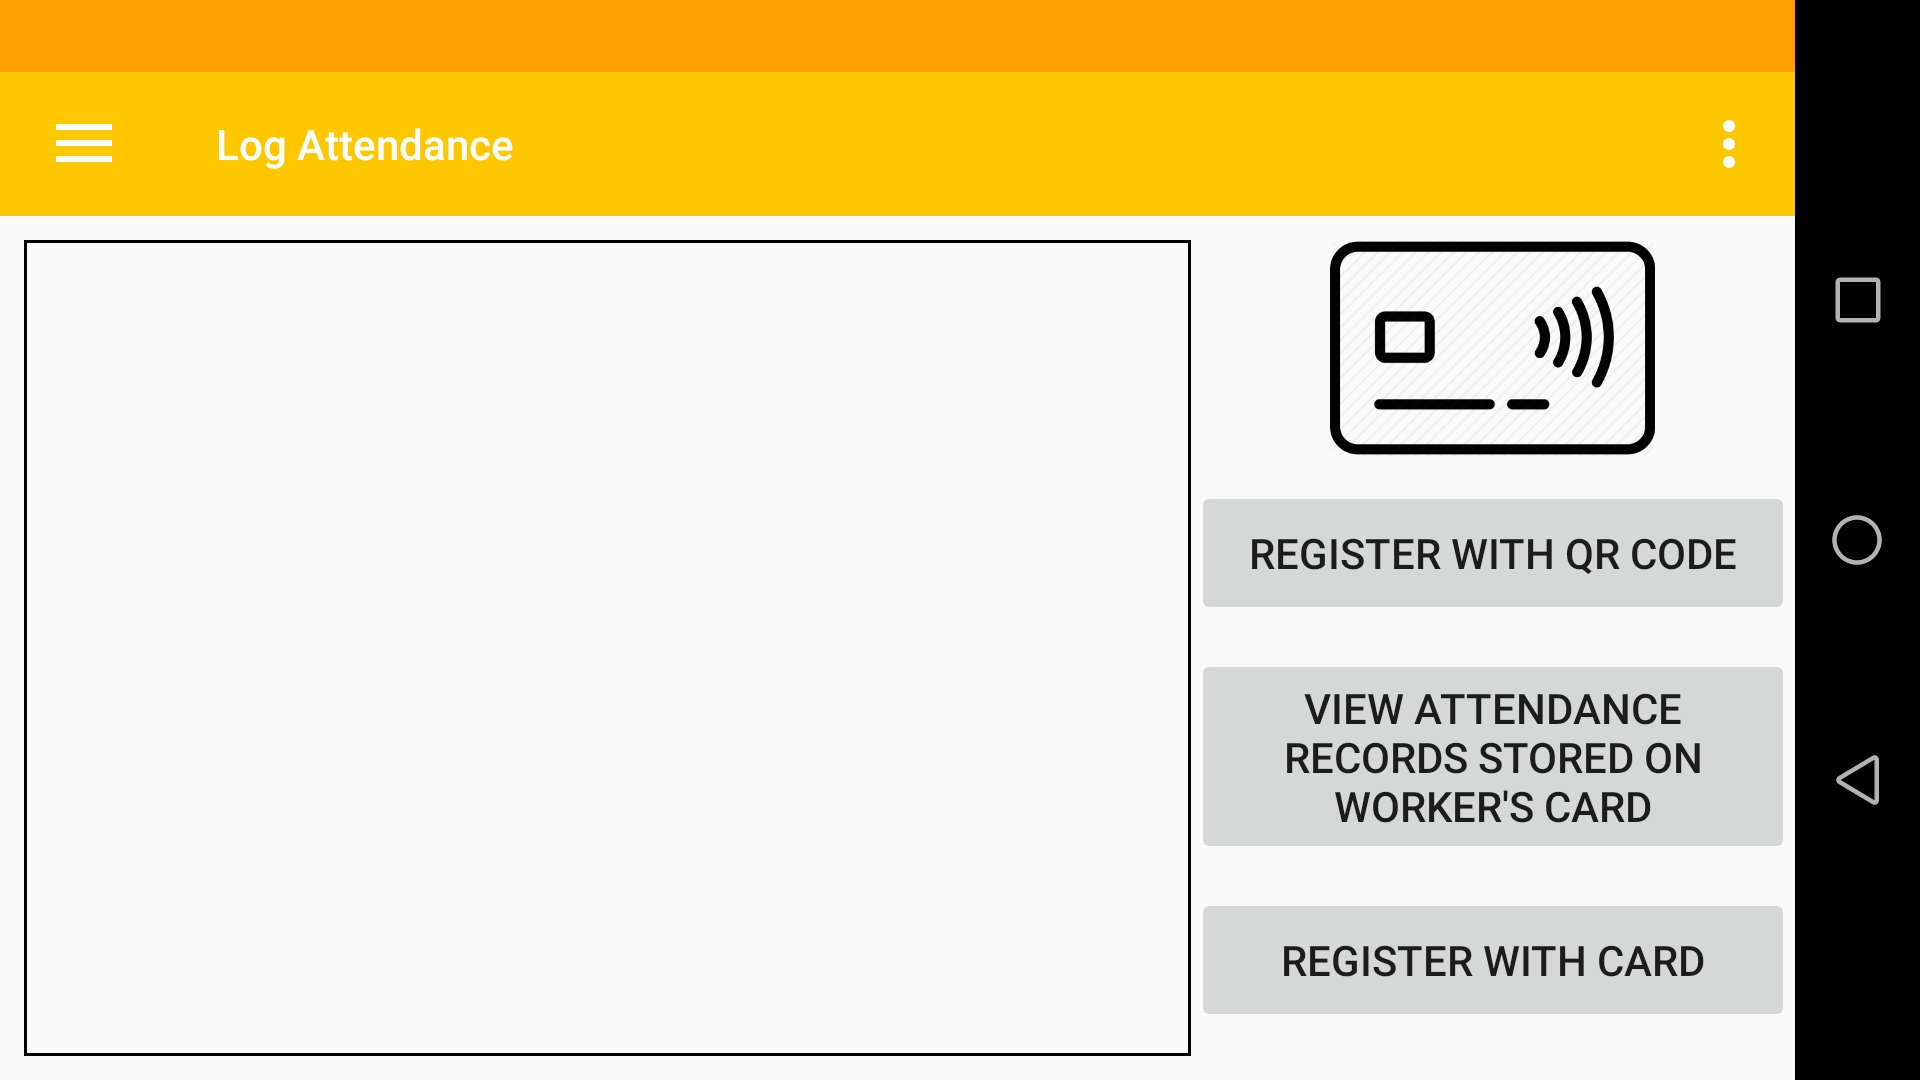 Log Attendance
REGISTER WITH QR CODE
VIEW ATTENDANCE
RECORDS STORED ON
WORKER'S CARD
REGISTER WITH CARD